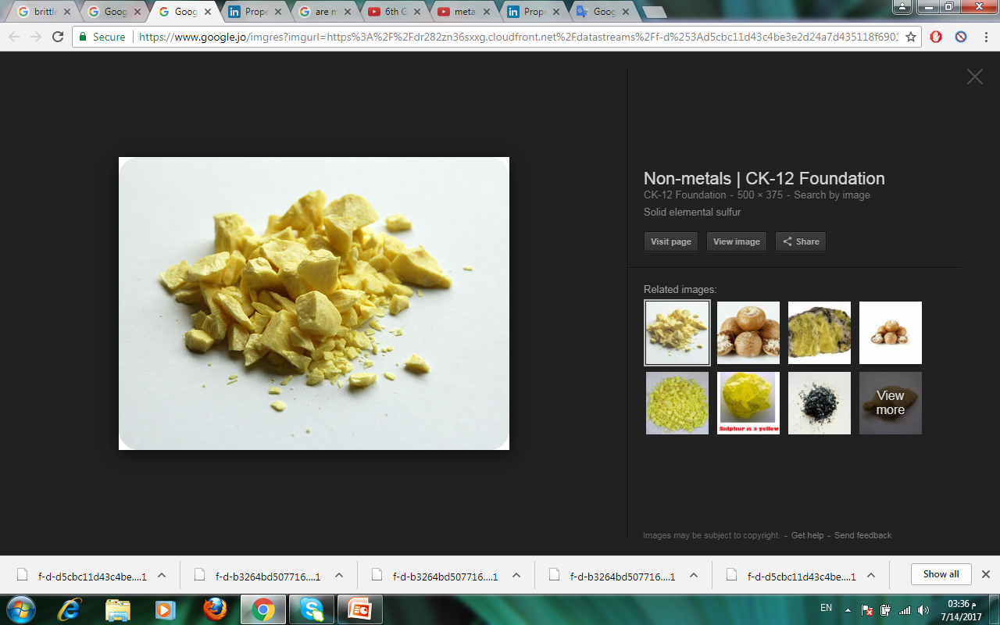 brittle
Goog
Goog
Prope
are m
6th G
meta
Prope
Goog
Secure
https://www.google.jo/imgres?imgurl=https%3A%2F%2Fdr282zn36sxxg.cloudfront.net%2Fdatastreams%2Ff-d%253Ad5cbc11d43c4be3e2d24a7d435118f6901
Non-metals | CK-12 Foundation
CK-12 Foundation - 500 × 375 - Search by image
Solid elemental sulfur
Visit page
View image
Share
Related images:
Sulphur is a yellow
View
more
Images may be subject to copyright. - Get help - Send feedback
f-d-d5cbc11d43c4be....1
f-d-b3264bd507716....1
f-d-b3264bd507716....1
f-d-b3264bd507716....1
f-d-d5cbc11d43c4be....1
Show all
EN
03:36 م
7/14/2017